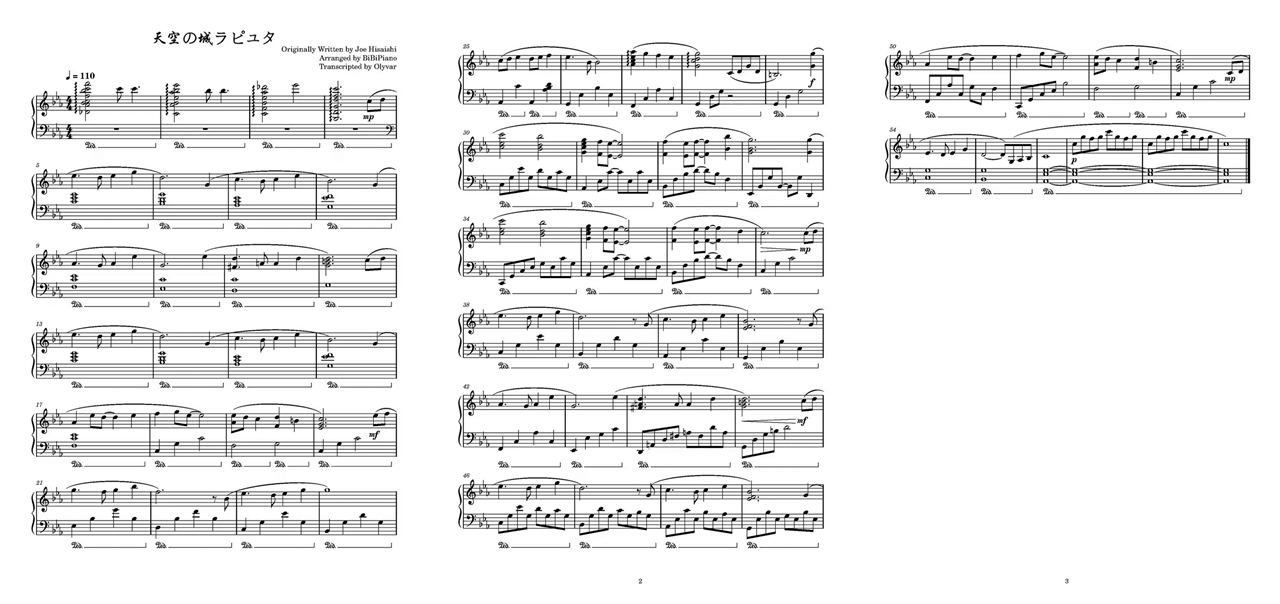 天空の城ラピュタ
Originally Written by Joe Hisaishi
Arranged by BiBiPiano
Transcribed by Olyvar
♩ = 110
mp
5
9
13
17
mf
21
25
f
30
34
mp
38
42
mf
46
2
50
mp
54
p
3